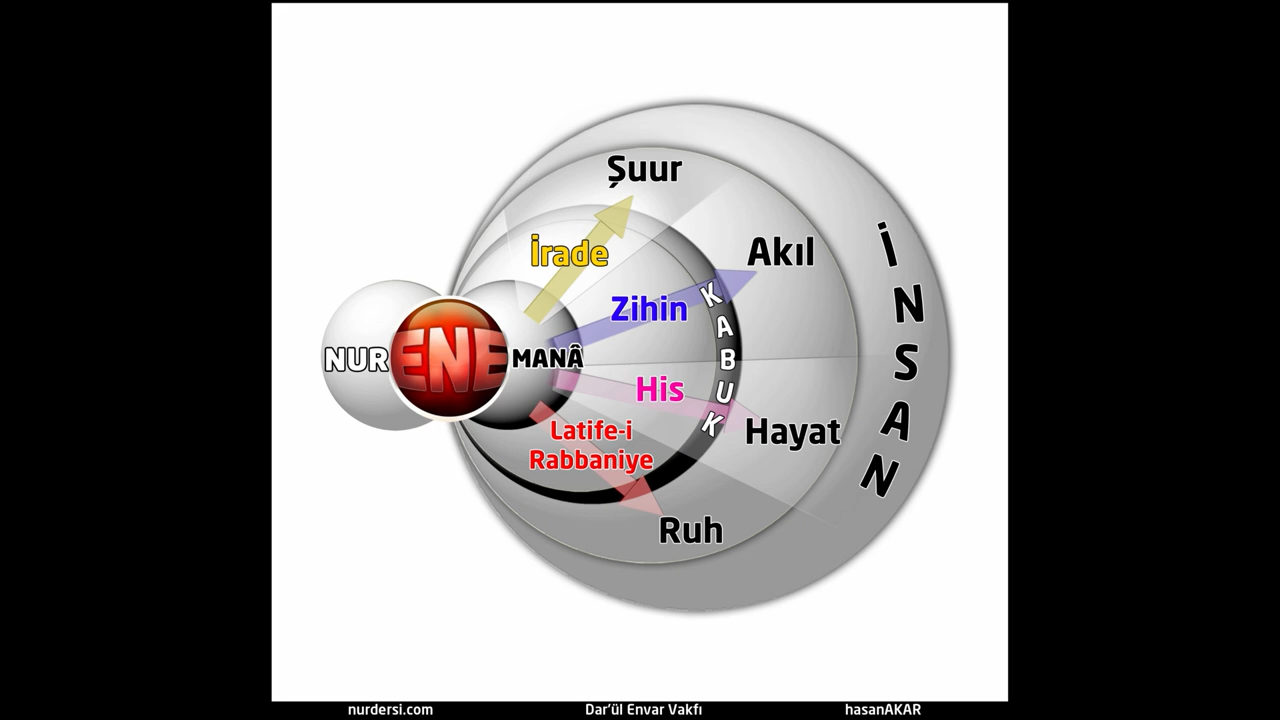 Şuur
İrade
Akıl
Zihin
NUR
ENE
MANÂ
KABUK
His
Hayat
Latife-i
Rabbaniye
Ruh
İNSAN
nurdersi.com
Dar'ül Envar Vakfı
hasanAKAR